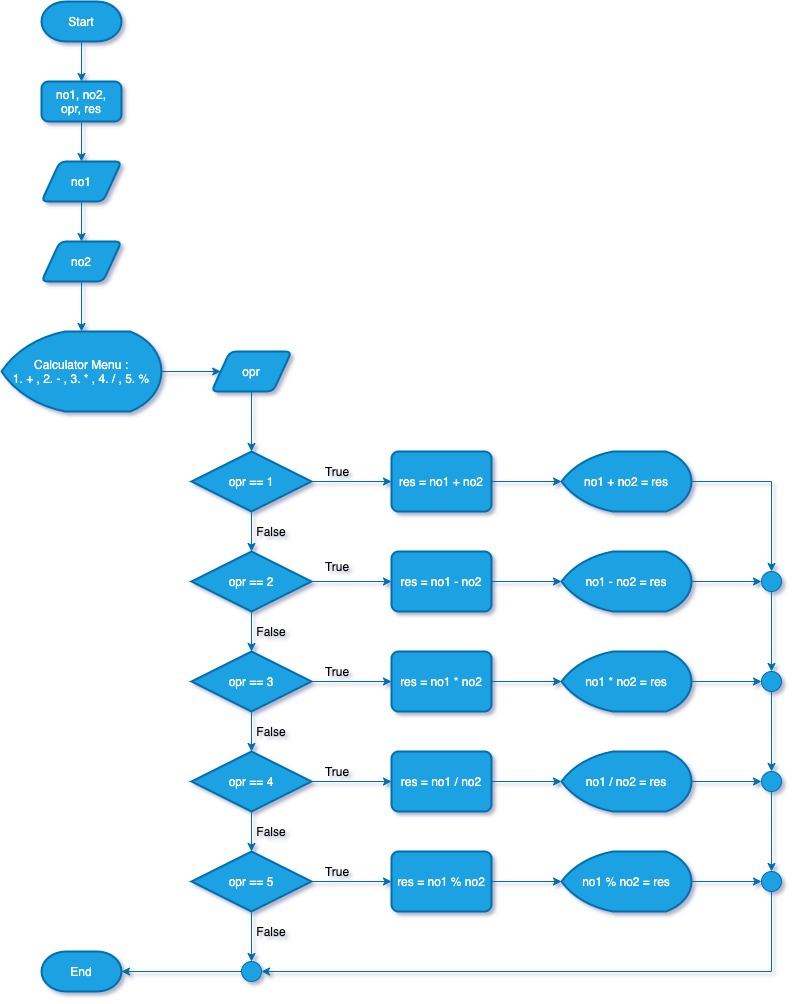 Start
no1, no2,
opr, res
no1
no2
Calculator Menu :
1. + , 2. - , 3. * , 4. / , 5. %
opr
opr == 1
True
res = no1 + no2
no1 + no2 = res
False
opr == 2
True
res = no1 - no2
no1 - no2 = res
False
opr == 3
True
res = no1 * no2
no1 * no2 = res
False
opr == 4
True
res = no1 / no2
no1 / no2 = res
False
opr == 5
True
res = no1 % no2
no1 % no2 = res
False
End